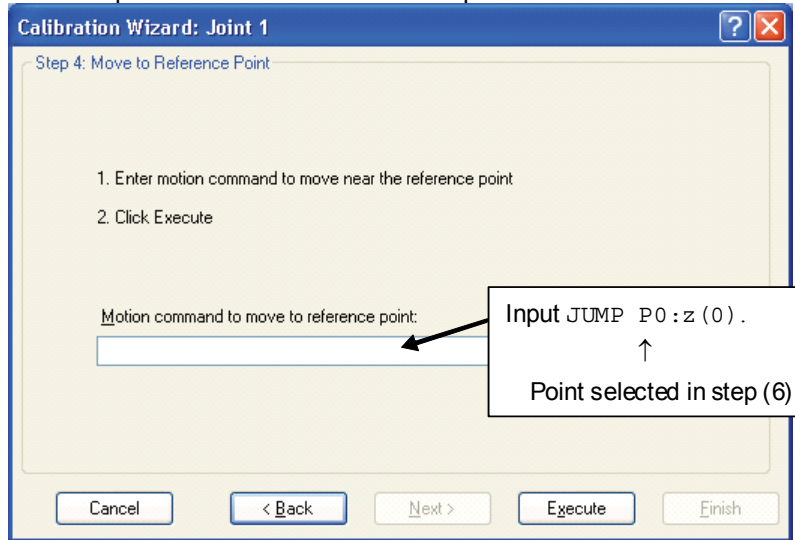 Calibration Wizard: Joint 1
Step 4: Move to Reference Point
1. Enter motion command to move near the reference point
2. Click Execute
Motion command to move to reference point:
Input JUMP P0:z(0).
↑
Point selected in step (6)
Cancel
< Back
Next >
Execute
Finish